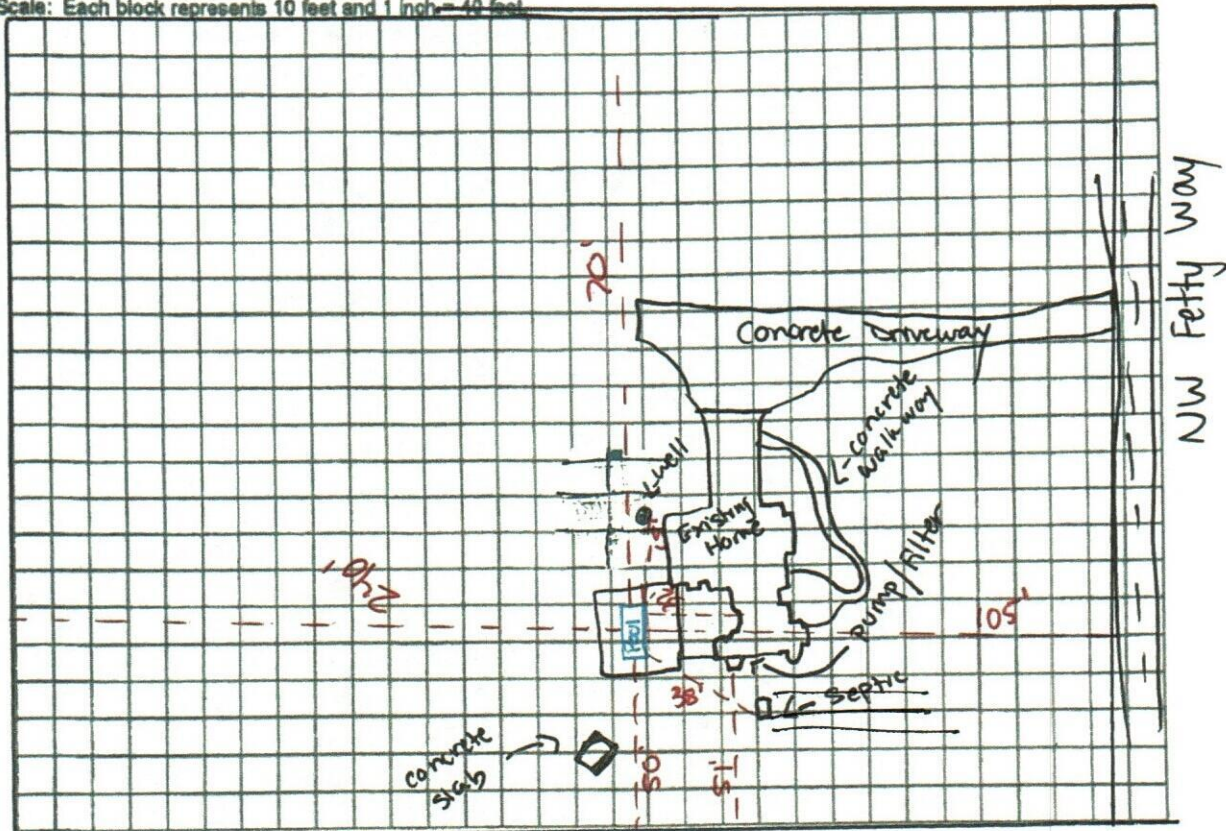 Scale: Each block represents 10 feet and 1 inch = 40 feet
NW Fetty Way
70'
Concrete Driveway
concrete
walkway
well
Existing
Home
pump/filter
240'
Pool
105'
38'
Septic
concrete
slab
50'
51'